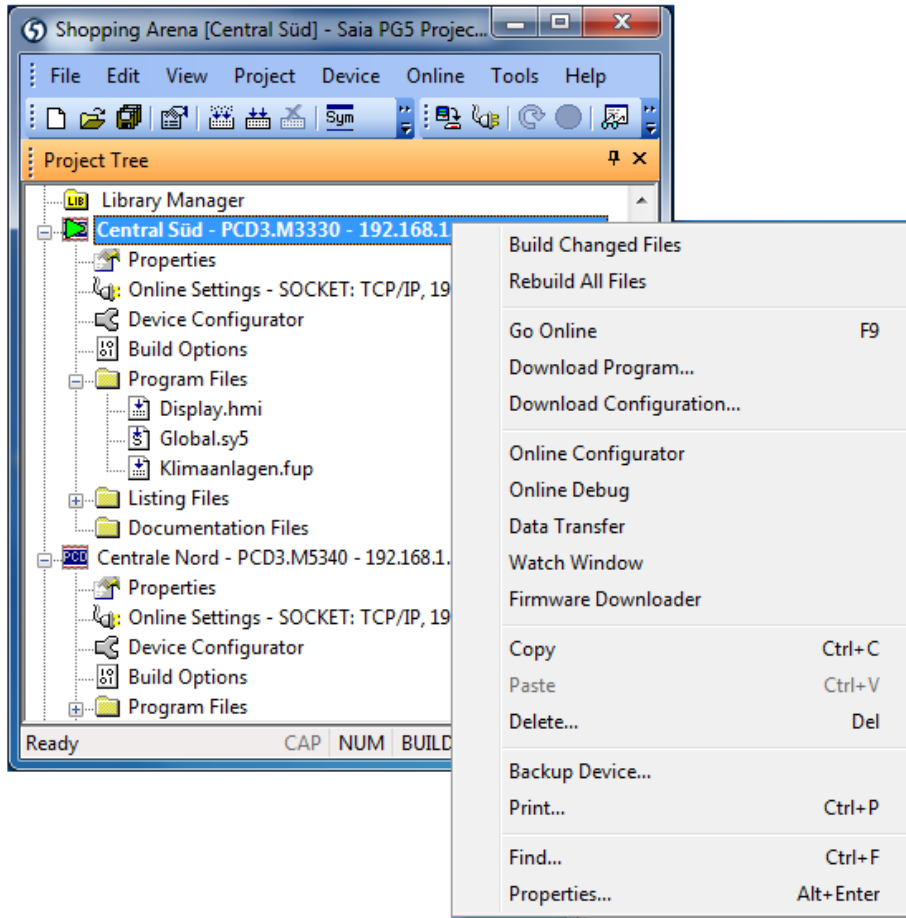 Shopping Arena [Central Süd] - Saia PG5 Projec...
File Edit View Project Device Online Tools Help
Sym
Project Tree
LIB Library Manager
Central Süd - PCD3.M3330 - 192.168.1.
Properties
Online Settings - SOCKET: TCP/IP, 19
Device Configurator
Build Options
Program Files
Display.hmi
Global.sy5
Klimaanlagen.fup
Listing Files
Documentation Files
PCD Centrale Nord - PCD3.M5340 - 192.168.1.
Properties
Online Settings - SOCKET: TCP/IP, 19
Device Configurator
Build Options
Program Files
Ready CAP NUM BUILD
Build Changed Files
Rebuild All Files
Go Online F9
Download Program...
Download Configuration...
Online Configurator
Online Debug
Data Transfer
Watch Window
Firmware Downloader
Copy Ctrl+C
Paste Ctrl+V
Delete... Del
Backup Device...
Print... Ctrl+P
Find... Ctrl+F
Properties... Alt+Enter